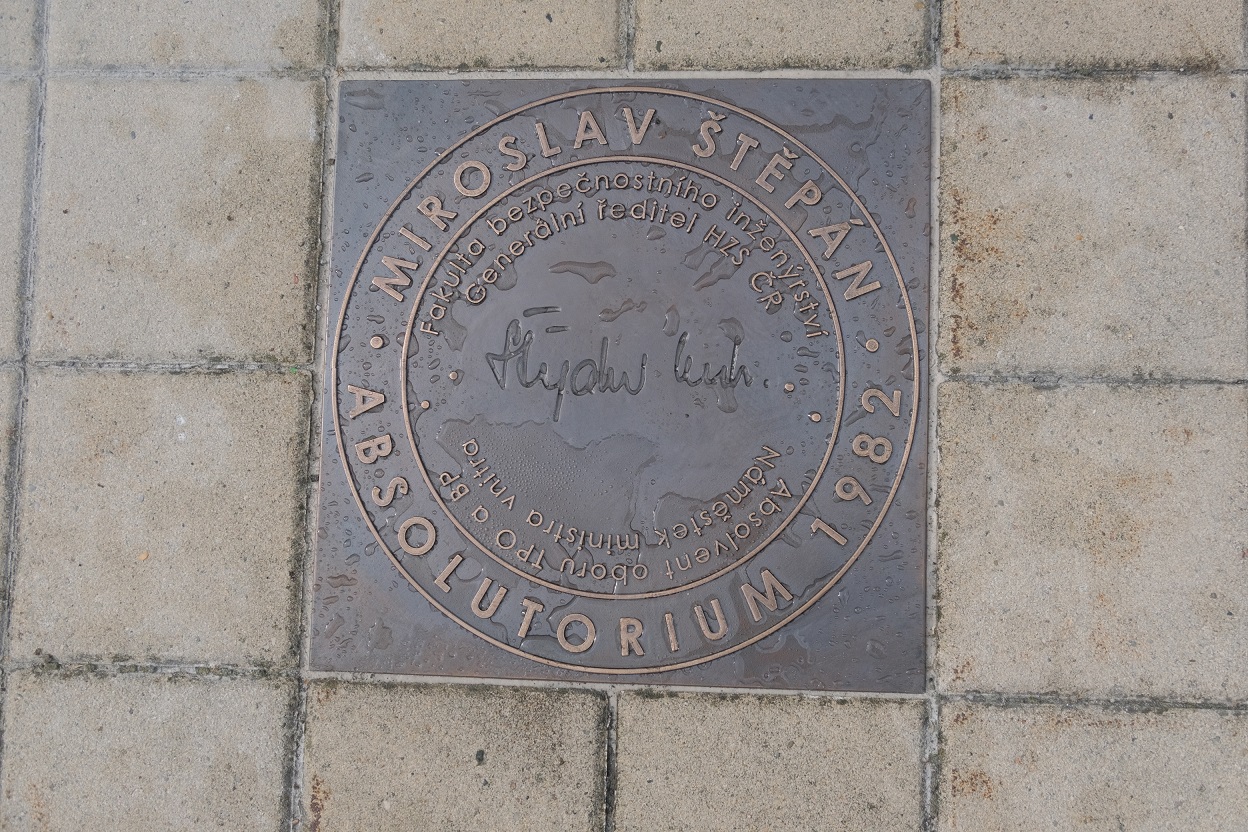 MIROSLAV ŠTĚPÁN
Fakulta bezpečnostního inženýrství
Generální ředitel HZS ČR
Náměstek ministra vnitra
Absolvent oboru TPO a BP
ABSOLUTORIUM 1982